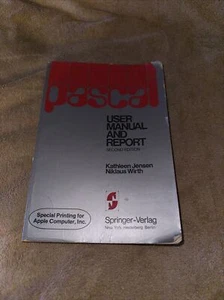 pascal
USER
MANUAL
AND
REPORT
SECOND EDITION
Kathleen Jensen
Niklaus Wirth
Special Printing for
Apple Computer, Inc.
Springer-Verlag
New York Heidelberg Berlin